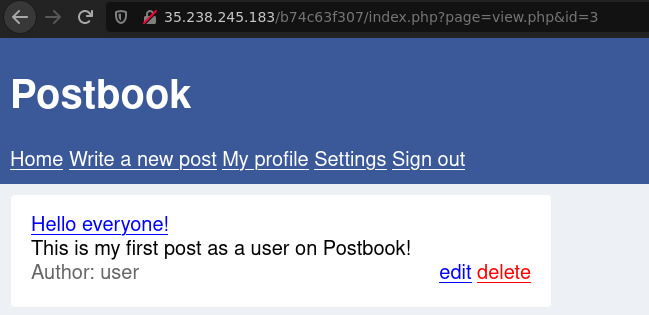 35.238.245.183/b74c63f307/index.php?page=view.php&id=3
Postbook
Home Write a new post My profile Settings Sign out
Hello everyone!
This is my first post as a user on Postbook!
Author: user edit delete